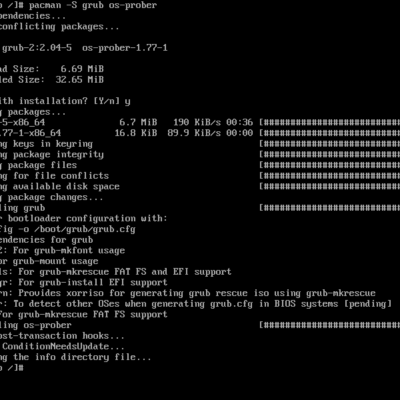 /]# pacman -S grub os-prober
pendencies...
conflicting packages...
grub-2:2.04-5 os-prober-1.77-1
ad Size: 6.69 MiB
led Size: 32.65 MiB
ith installation? [Y/n] y
packages...
-5-x86_64 6.7 MiB 190 KiB/s 00:36 [############################
.77-1-x86_64 16.8 KiB 89.9 KiB/s 00:00 [############################
ng keys in keyring [############################
ng package integrity [############################
g package files [############################
ng for file conflicts [############################
ng available disk space [############################
g package changes...
ling grub [############################
r bootloader configuration with:
fig -o /boot/grub/grub.cfg
ependencies for grub
2: For grub-mkfont usage
or grub-mount usage
ls: For grub-mkrescue FAT FS and EFI support
gr: For grub-install EFI support
rn: Provides xorriso for generating grub rescue iso using grub-mkrescue
r: To detect other OSes when generating grub.cfg in BIOS systems [pending]
For grub-mkrescue FAT FS support
ling os-prober [############################
ost-transaction hooks...
ConditionNeedsUpdate...
ng the info directory file...
/]#